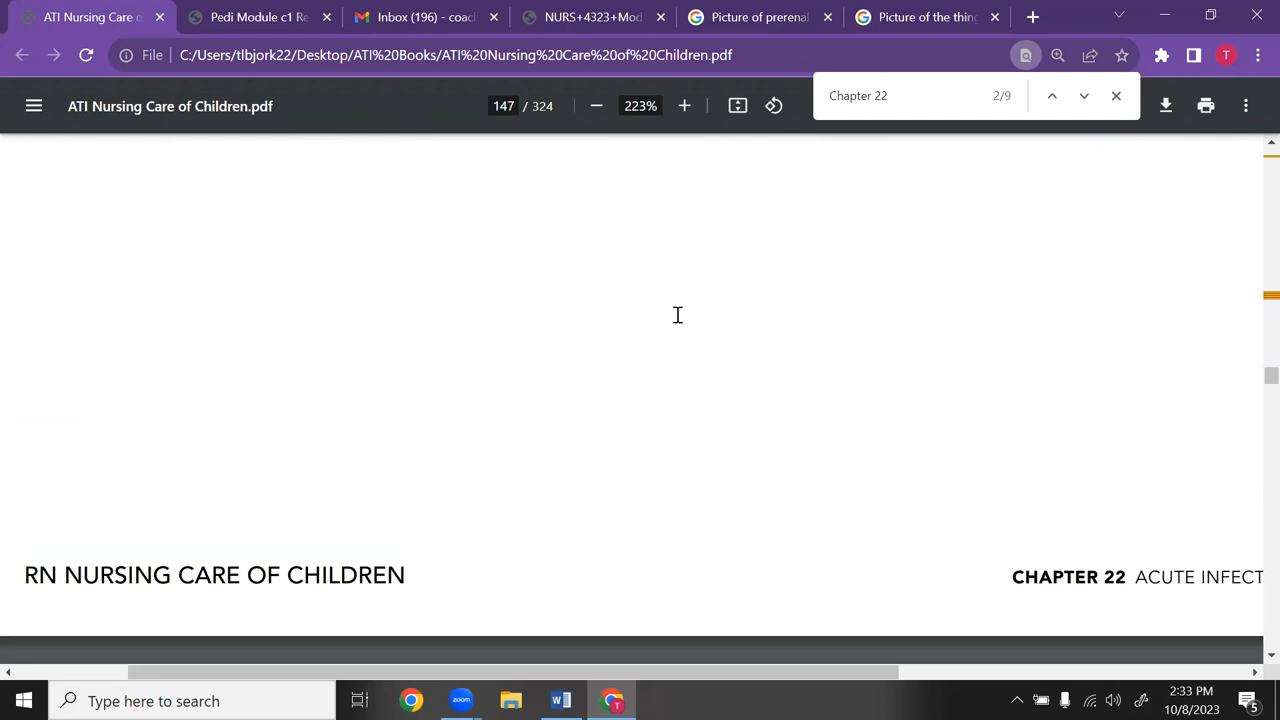 ATI Nursing Care o
Pedi Module c1 Re
Inbox (196) - coac
NURS+4323+Mod
Picture of prerenal
Picture of the thing
File
C:/Users/tlbjork22/Desktop/ATI%20Books/ATI%20Nursing%20Care%20of%20Children.pdf
T
ATI Nursing Care of Children.pdf
147 / 324
223%
Chapter 22
2/9
RN NURSING CARE OF CHILDREN
CHAPTER 22 ACUTE INFECT
Type here to search
zoom
W
T
2:33 PM
10/8/2023
5